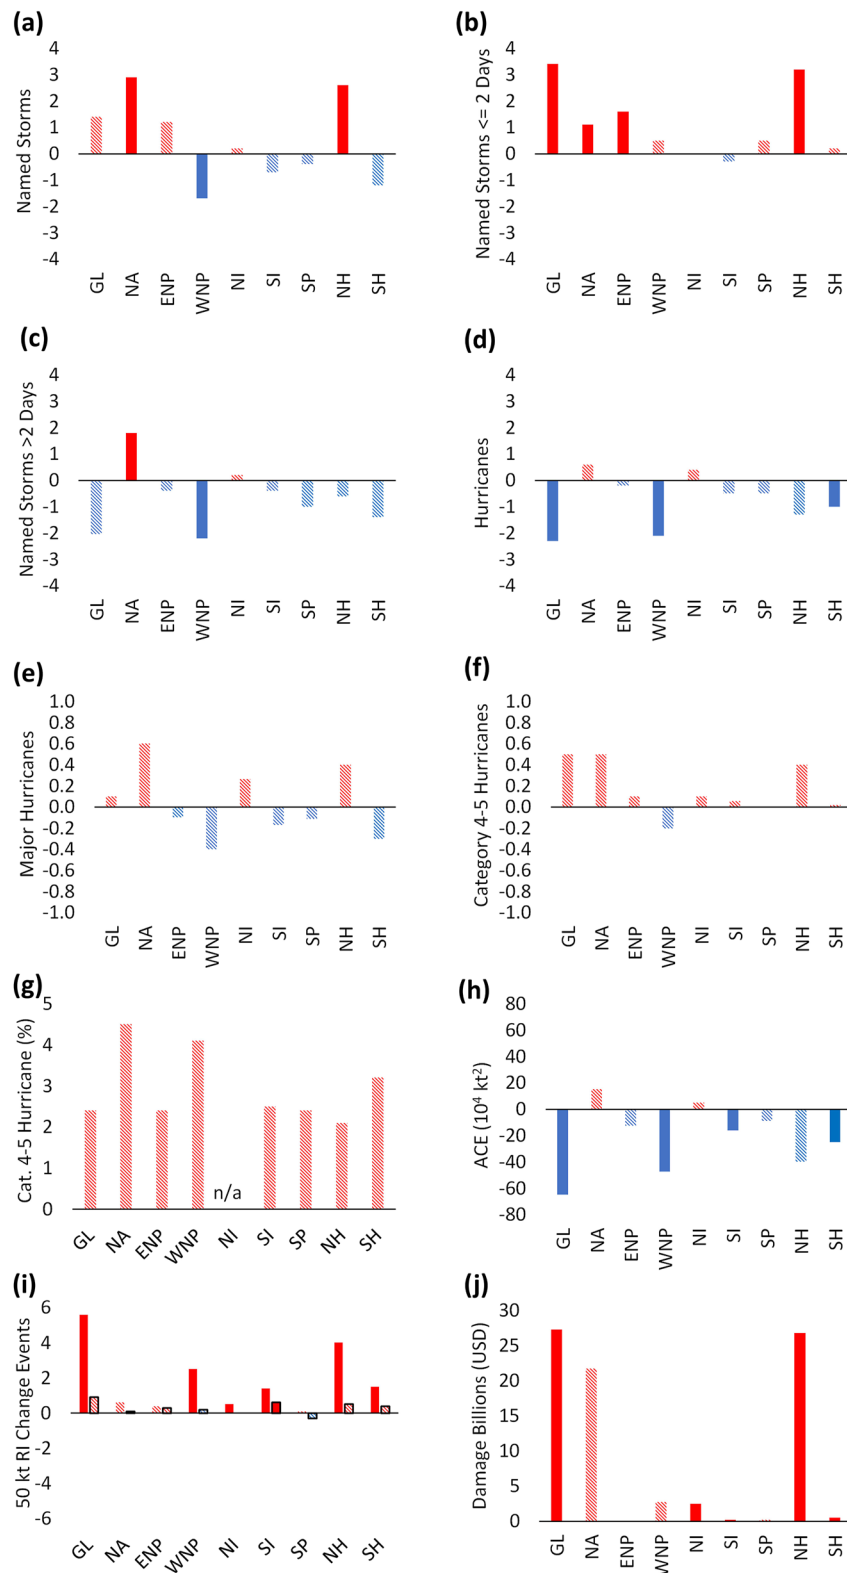 (a)
Named Storms
4
3
2
1
0
-1
-2
-3
-4
GL NA ENP WNP NI SI SP NH SH
(b)
Named Storms <= 2 Days
4
3
2
1
0
-1
-2
-3
-4
GL NA ENP WNP NI SI SP NH SH
(c)
Named Storms >2 Days
4
3
2
1
0
-1
-2
-3
-4
GL NA ENP WNP NI SI SP NH SH
(d)
Hurricanes
4
3
2
1
0
-1
-2
-3
-4
GL NA ENP WNP NI SI SP NH SH
(e)
Major Hurricanes
1.0
0.8
0.6
0.4
0.2
0.0
-0.2
-0.4
-0.6
-0.8
-1.0
GL NA ENP WNP NI SI SP NH SH
(f)
Category 4-5 Hurricanes
1.0
0.8
0.6
0.4
0.2
0.0
-0.2
-0.4
-0.6
-0.8
-1.0
GL NA ENP WNP NI SI SP NH SH
(g)
Cat. 4-5 Hurricane (%)
5
4
3
2
1
0
n/a
GL NA ENP WNP NI SI SP NH SH
(h)
ACE (10⁴ kt²)
80
60
40
20
0
-20
-40
-60
-80
GL NA ENP WNP NI SI SP NH SH
(i)
50 kt RI Change Events
6
4
2
0
-2
-4
-6
GL NA ENP WNP NI SI SP NH SH
(j)
Damage Billions (USD)
30
25
20
15
10
5
0
GL NA ENP WNP NI SI SP NH SH